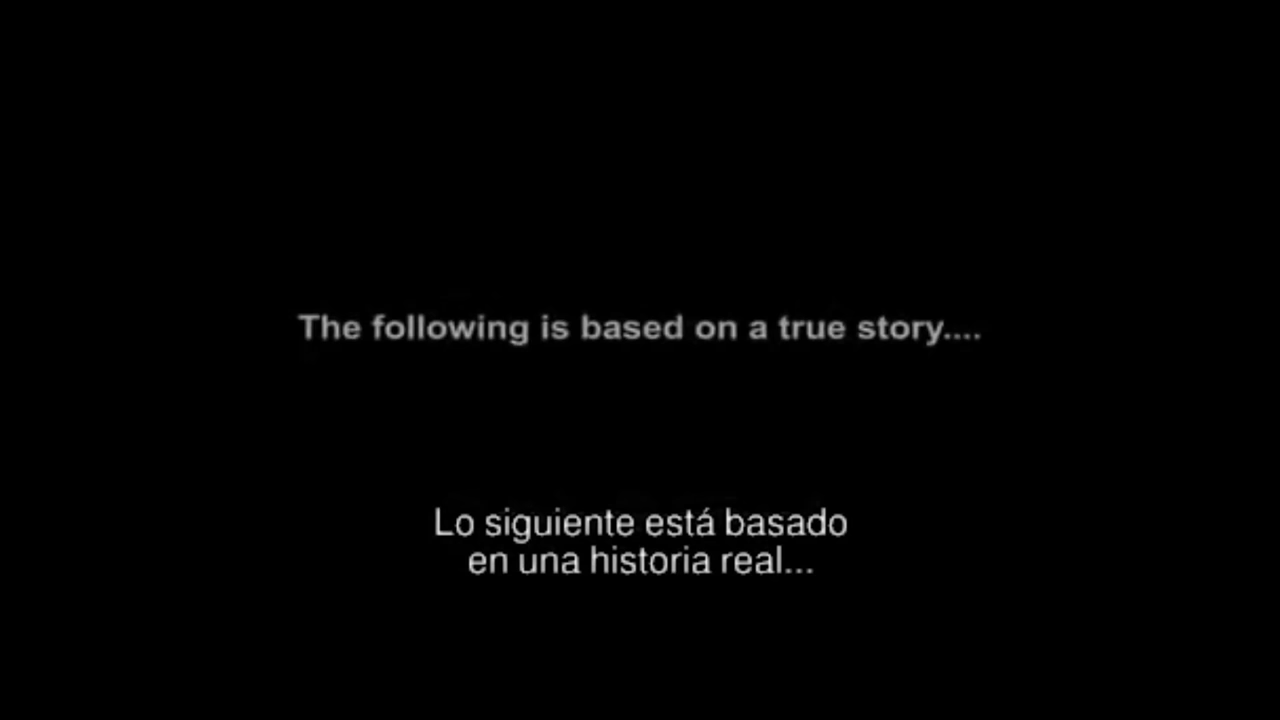 The following is based on a true story....
Lo siguiente está basado
en una historia real...